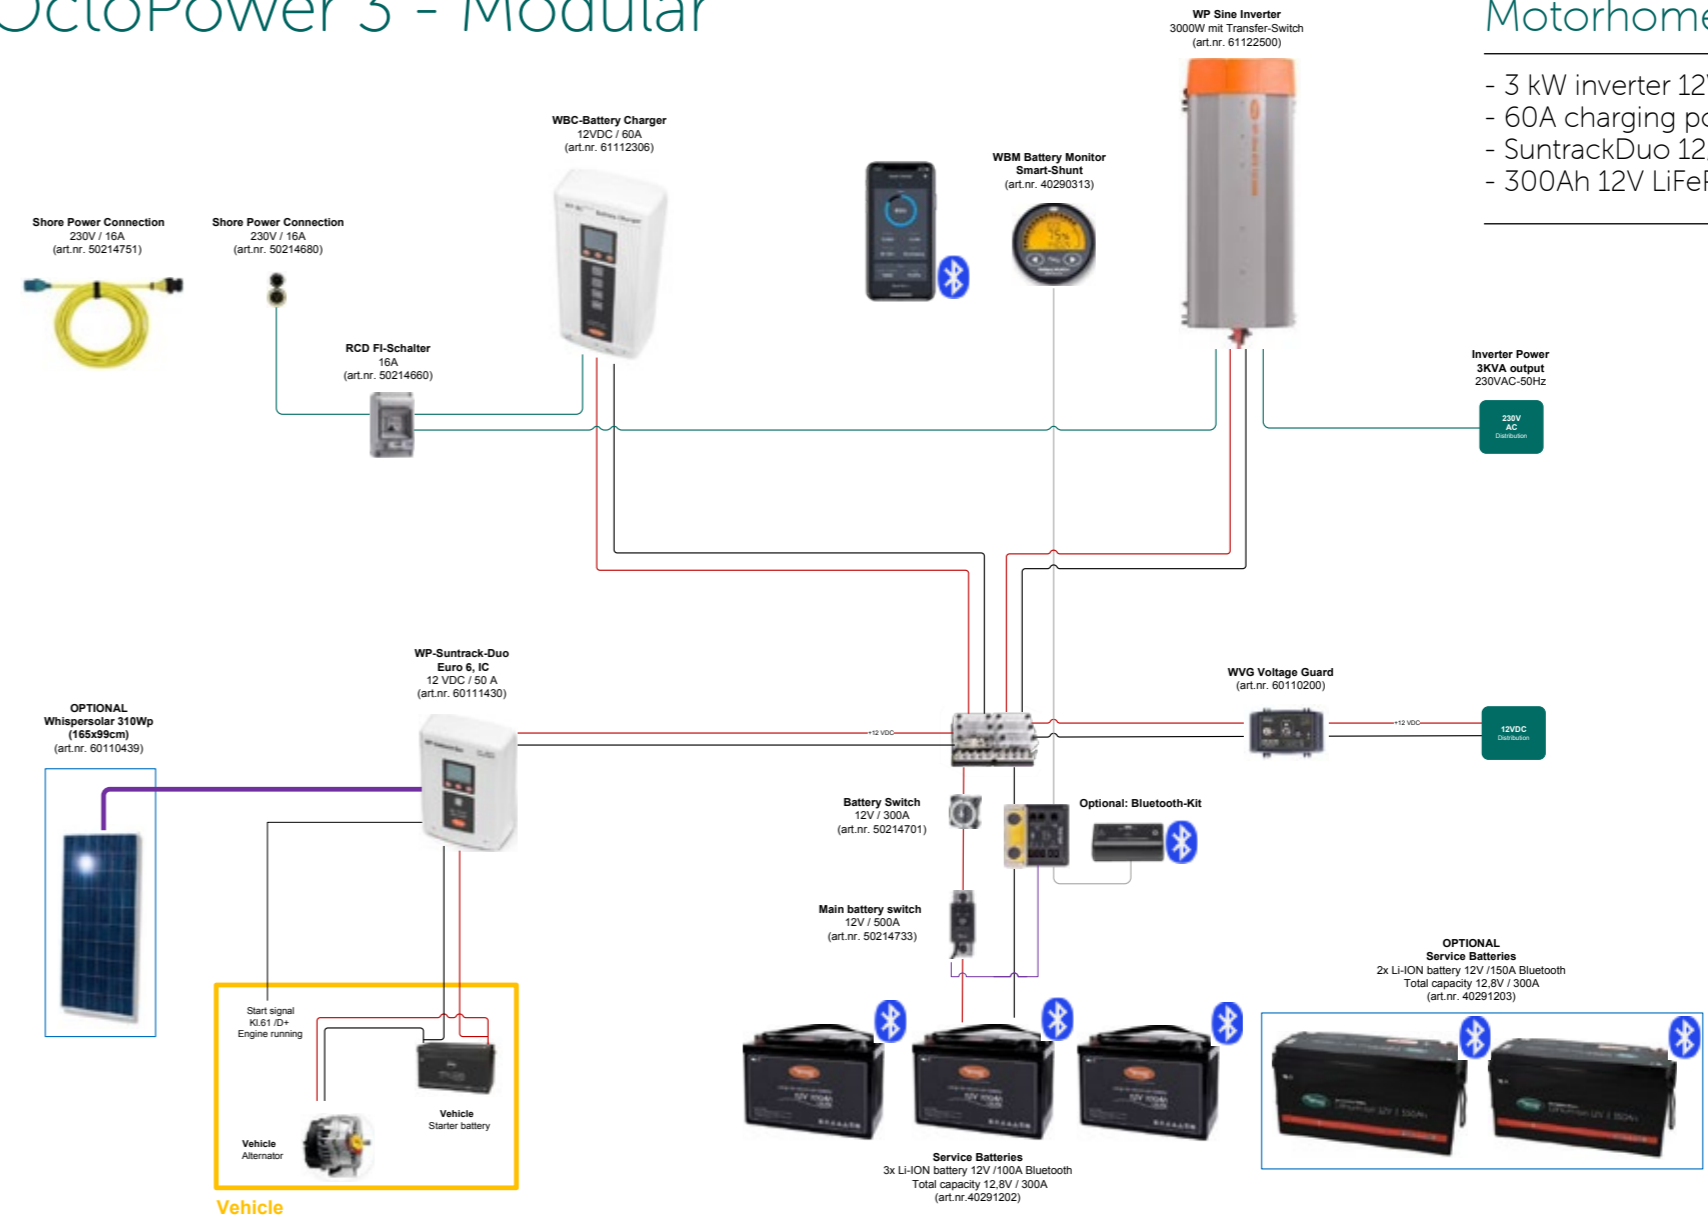 OctoPower 3 - Modular
Motorhome
- 3 kW inverter 12V
- 60A charging po
- SuntrackDuo 12,
- 300Ah 12V LiFeP
WP Sine Inverter
3000W mit Transfer-Switch
(art.nr. 61122500)
WBC-Battery Charger
12VDC / 60A
(art.nr. 61112306)
WBM Battery Monitor
Smart-Shunt
(art.nr. 40290313)
Shore Power Connection
230V / 16A
(art.nr. 50214751)
Shore Power Connection
230V / 16A
(art.nr. 50214680)
RCD FI-Schalter
16A
(art.nr. 50214660)
Inverter Power
3KVA output
230VAC-50Hz
230V
AC
Distribution
WP-Suntrack-Duo
Euro 6, IC
12 VDC / 50 A
(art.nr. 60111430)
WVG Voltage Guard
(art.nr. 60110200)
OPTIONAL
Whispersolar 310Wp
(165x99cm)
(art.nr. 60110439)
+12 VDC
+12 VDC
12VDC
Distribution
Battery Switch
12V / 300A
(art.nr. 50214701)
Optional: Bluetooth-Kit
Main battery switch
12V / 500A
(art.nr. 50214733)
OPTIONAL
Service Batteries
2x Li-ION battery 12V /150A Bluetooth
Total capacity 12,8V / 300A
(art.nr. 40291203)
Start signal
Kl.61 /D+
Engine running
Vehicle
Starter battery
Vehicle
Alternator
Vehicle
12V 100Ah
12V 100Ah
12V 100Ah
Service Batteries
3x Li-ION battery 12V /100A Bluetooth
Total capacity 12,8V / 300A
(art.nr.40291202)